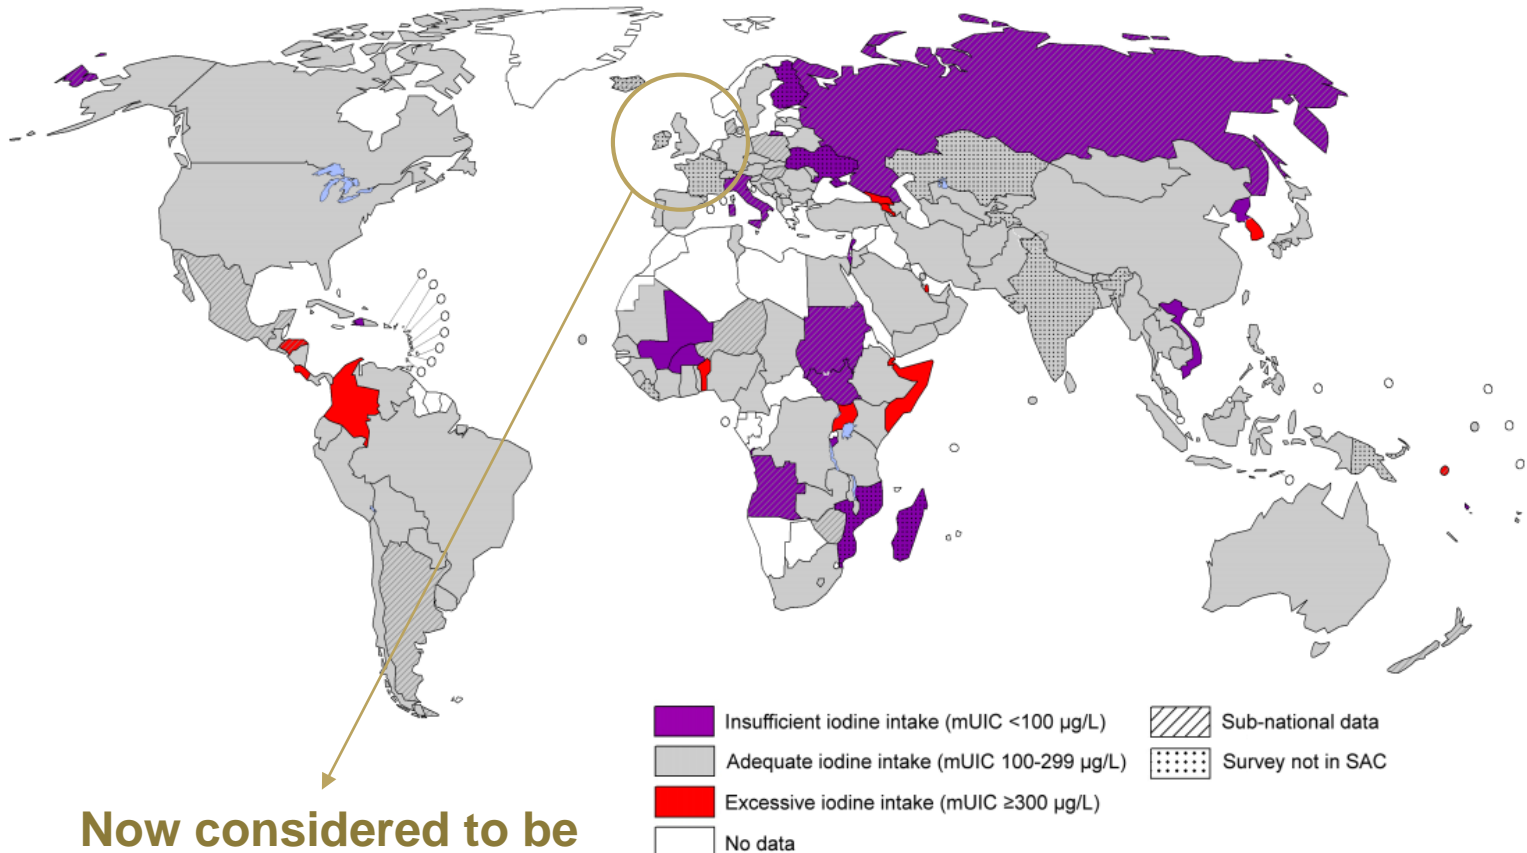 Insufficient iodine intake (mUIC <100 µg/L)
Adequate iodine intake (mUIC 100-299 µg/L)
Excessive iodine intake (mUIC ≥300 µg/L)
No data
Sub-national data
Survey not in SAC
Now considered to be